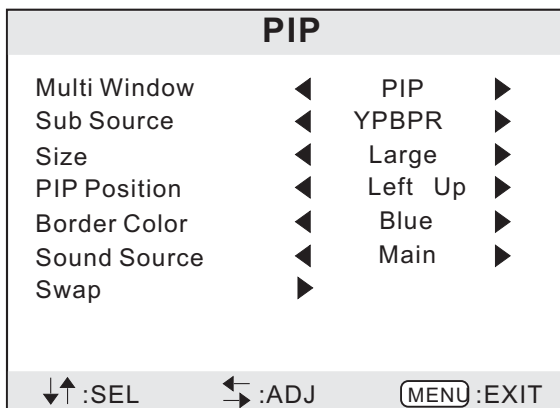 PIP
Multi Window PIP
Sub Source YPBPR
Size Large
PIP Position Left Up
Border Color Blue
Sound Source Main
Swap
:SEL :ADJ MENU :EXIT